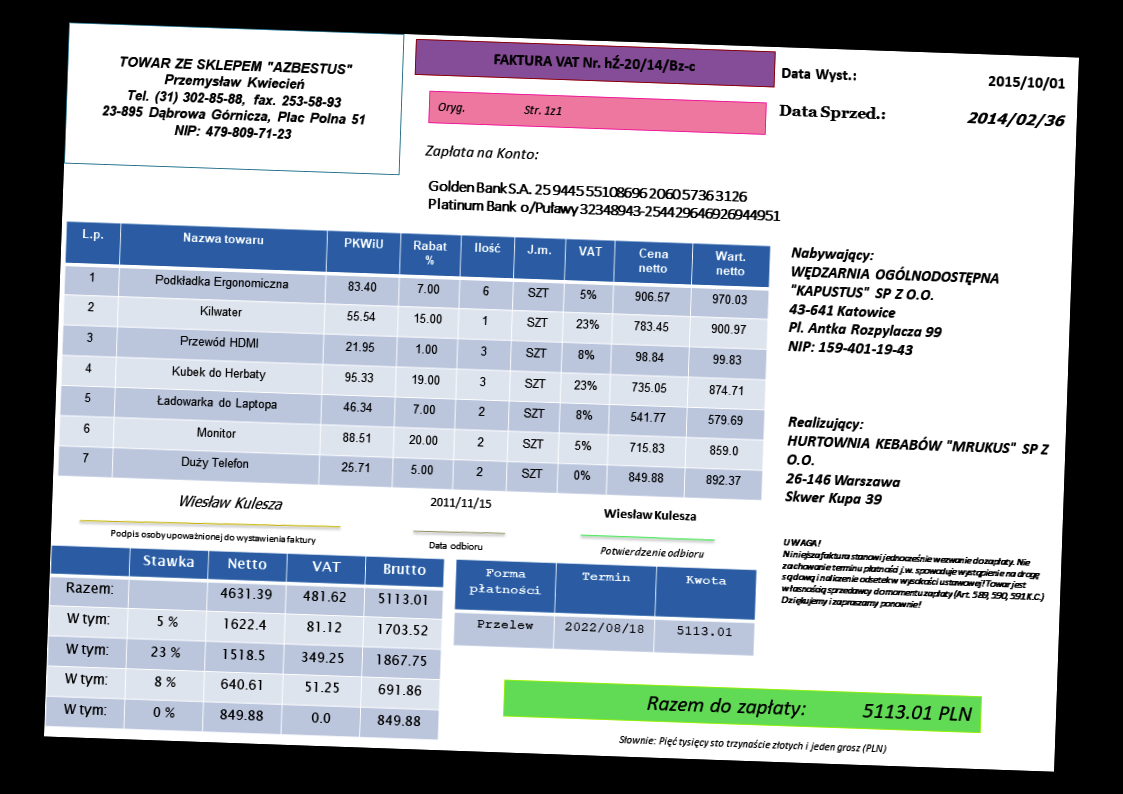 TOWAR ZE SKLEPEM "AZBESTUS"
Przemysław Kwiecień
Tel. (31) 302-85-88, fax. 253-58-93
23-895 Dąbrowa Górnicza, Plac Polna 51
NIP: 479-809-71-23
FAKTURA VAT Nr. hŹ-20/14/Bz-c
Oryg. Str. 1z1
Data Wyst.: 2015/10/01
Data Sprzed.: 2014/02/36
Zapłata na Konto:
Golden Bank S.A. 25 9445 5510 8696 2060 5736 3126
Platinum Bank o/Puławy 32348943-254429646926944951
L.p. Nazwa towaru PKWiU Rabat % Ilość J.m. VAT Cena netto Wart. netto
1 Podkładka Ergonomiczna 83.40 7.00 6 SZT 5% 906.57 970.03
2 Kilwater 55.54 15.00 1 SZT 23% 783.45 900.97
3 Przewód HDMI 21.95 1.00 3 SZT 8% 98.84 99.83
4 Kubek do Herbaty 95.33 19.00 3 SZT 23% 735.05 874.71
5 Ładowarka do Laptopa 46.34 7.00 2 SZT 8% 541.77 579.69
6 Monitor 88.51 20.00 2 SZT 5% 715.83 859.0
7 Duży Telefon 25.71 5.00 2 SZT 0% 849.88 892.37
Nabywający:
WĘDZARNIA OGÓLNODOSTĘPNA
"KAPUSTUS" SP Z O.O.
43-641 Katowice
Pl. Antka Rozpylacza 99
NIP: 159-401-19-43
Realizujący:
HURTOWNIA KEBABÓW "MRUKUS" SP Z
O.O.
26-146 Warszawa
Skwer Kupa 39
Wiesław Kulesza
Podpis osoby upoważnionej do wystawienia faktury
2011/11/15
Data odbioru
Wiesław Kulesza
Potwierdzenie odbioru
UWAGA!
Niniejsza faktura stanowi jednocześnie wezwanie do zapłaty. Nie
zachowanie terminu płatności j.w. spowoduje wystąpienie na drogę
sądową i naliczenie odsetek w wysokości ustawowej! Towar jest
własnością sprzedawcy do momentu zapłaty (Art. 589, 590, 591 K.C.)
Dziękujemy i zapraszamy ponownie!
Stawka Netto VAT Brutto
Razem: 4631.39 481.62 5113.01
W tym: 5 % 1622.4 81.12 1703.52
W tym: 23 % 1518.5 349.25 1867.75
W tym: 8 % 640.61 51.25 691.86
W tym: 0 % 849.88 0.0 849.88
Forma płatności Termin Kwota
Przelew 2022/08/18 5113.01
Razem do zapłaty: 5113.01 PLN
Słownie: Pięć tysięcy sto trzynaście złotych i jeden grosz (PLN)